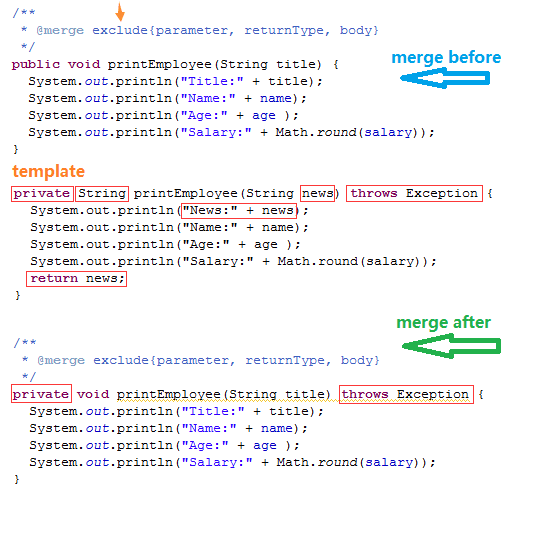 /**
 * @merge exclude{parameter, returnType, body}
 */
public void printEmployee(String title) {
merge before
  System.out.println("Title:" + title);
  System.out.println("Name:" + name);
  System.out.println("Age:" + age );
  System.out.println("Salary:" + Math.round(salary));
}
template
private String printEmployee(String news) throws Exception {
  System.out.println("News:" + news);
  System.out.println("Name:" + name);
  System.out.println("Age:" + age );
  System.out.println("Salary:" + Math.round(salary));
  return news;
}
merge after
/**
 * @merge exclude{parameter, returnType, body}
 */
private void printEmployee(String title) throws Exception {
  System.out.println("Title:" + title);
  System.out.println("Name:" + name);
  System.out.println("Age:" + age );
  System.out.println("Salary:" + Math.round(salary));
}